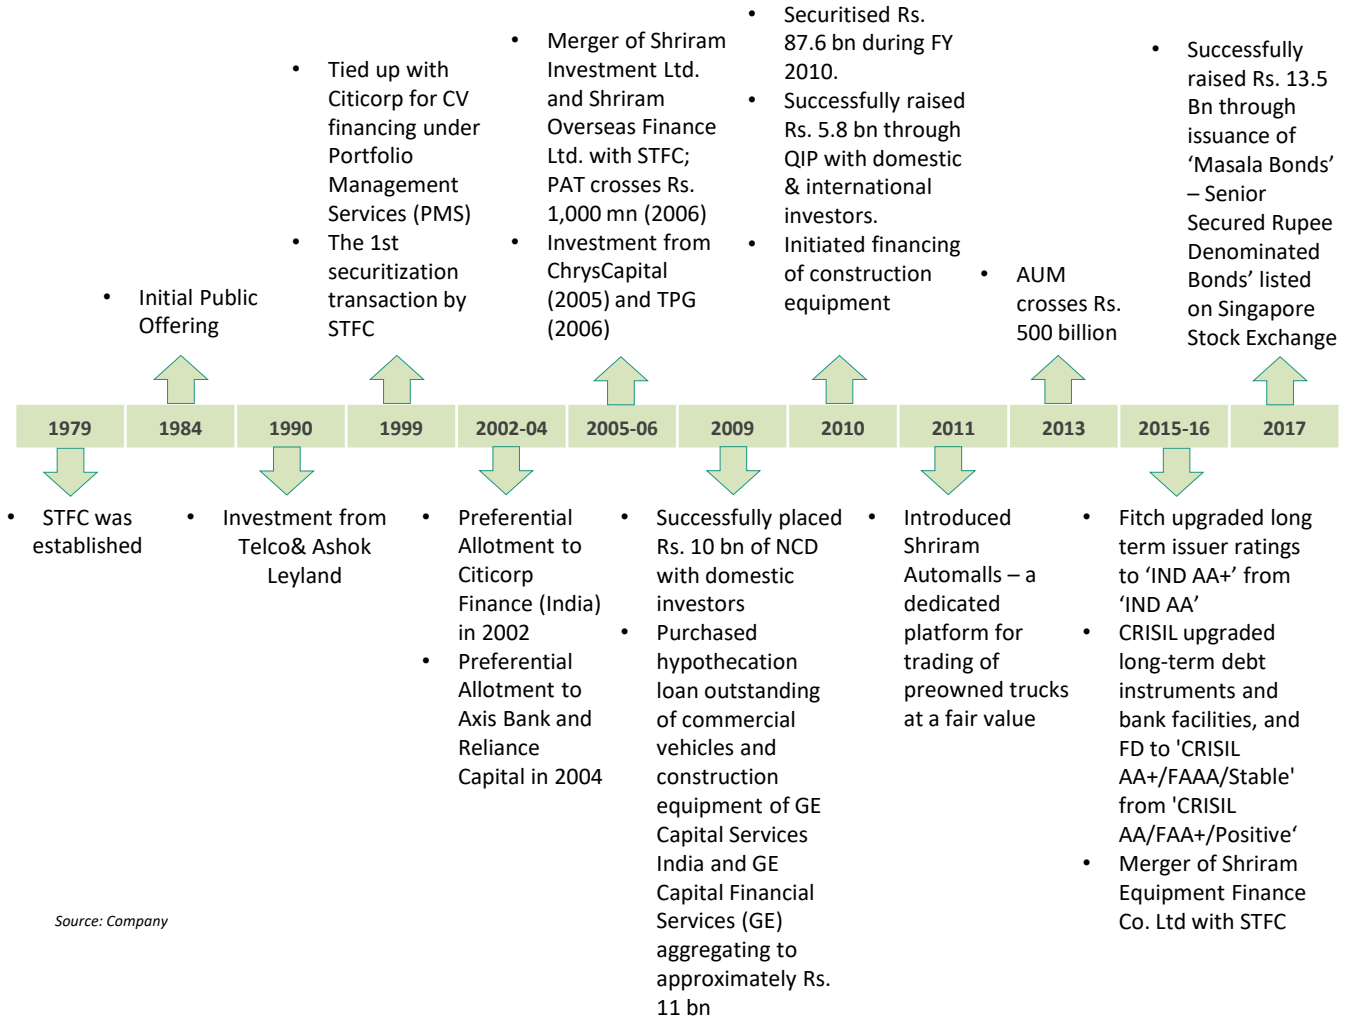 • Initial Public
Offering
• Tied up with
Citicorp for CV
financing under
Portfolio
Management
Services (PMS)
• The 1st
securitization
transaction by
STFC
• Merger of Shriram
Investment Ltd.
and Shriram
Overseas Finance
Ltd. with STFC;
PAT crosses Rs.
1,000 mn (2006)
• Investment from
ChrysCapital
(2005) and TPG
(2006)
• Securitised Rs.
87.6 bn during FY
2010.
• Successfully raised
Rs. 5.8 bn through
QIP with domestic
& international
investors.
• Initiated financing
of construction
equipment
• AUM
crosses Rs.
500 billion
• Successfully
raised Rs. 13.5
Bn through
issuance of
‘Masala Bonds’
– Senior
Secured Rupee
Denominated
Bonds’ listed
on Singapore
Stock Exchange
1979 1984 1990 1999 2002-04 2005-06 2009 2010 2011 2013 2015-16 2017
• STFC was
established
• Investment from
Telco& Ashok
Leyland
• Preferential
Allotment to
Citicorp
Finance (India)
in 2002
• Preferential
Allotment to
Axis Bank and
Reliance
Capital in 2004
• Successfully placed
Rs. 10 bn of NCD
with domestic
investors
• Purchased
hypothecation
loan outstanding
of commercial
vehicles and
construction
equipment of GE
Capital Services
India and GE
Capital Financial
Services (GE)
aggregating to
approximately Rs.
11 bn
• Introduced
Shriram
Automalls – a
dedicated
platform for
trading of
preowned trucks
at a fair value
• Fitch upgraded long
term issuer ratings
to ‘IND AA+’ from
‘IND AA’
• CRISIL upgraded
long-term debt
instruments and
bank facilities, and
FD to 'CRISIL
AA+/FAAA/Stable'
from 'CRISIL
AA/FAA+/Positive‘
• Merger of Shriram
Equipment Finance
Co. Ltd with STFC
Source: Company